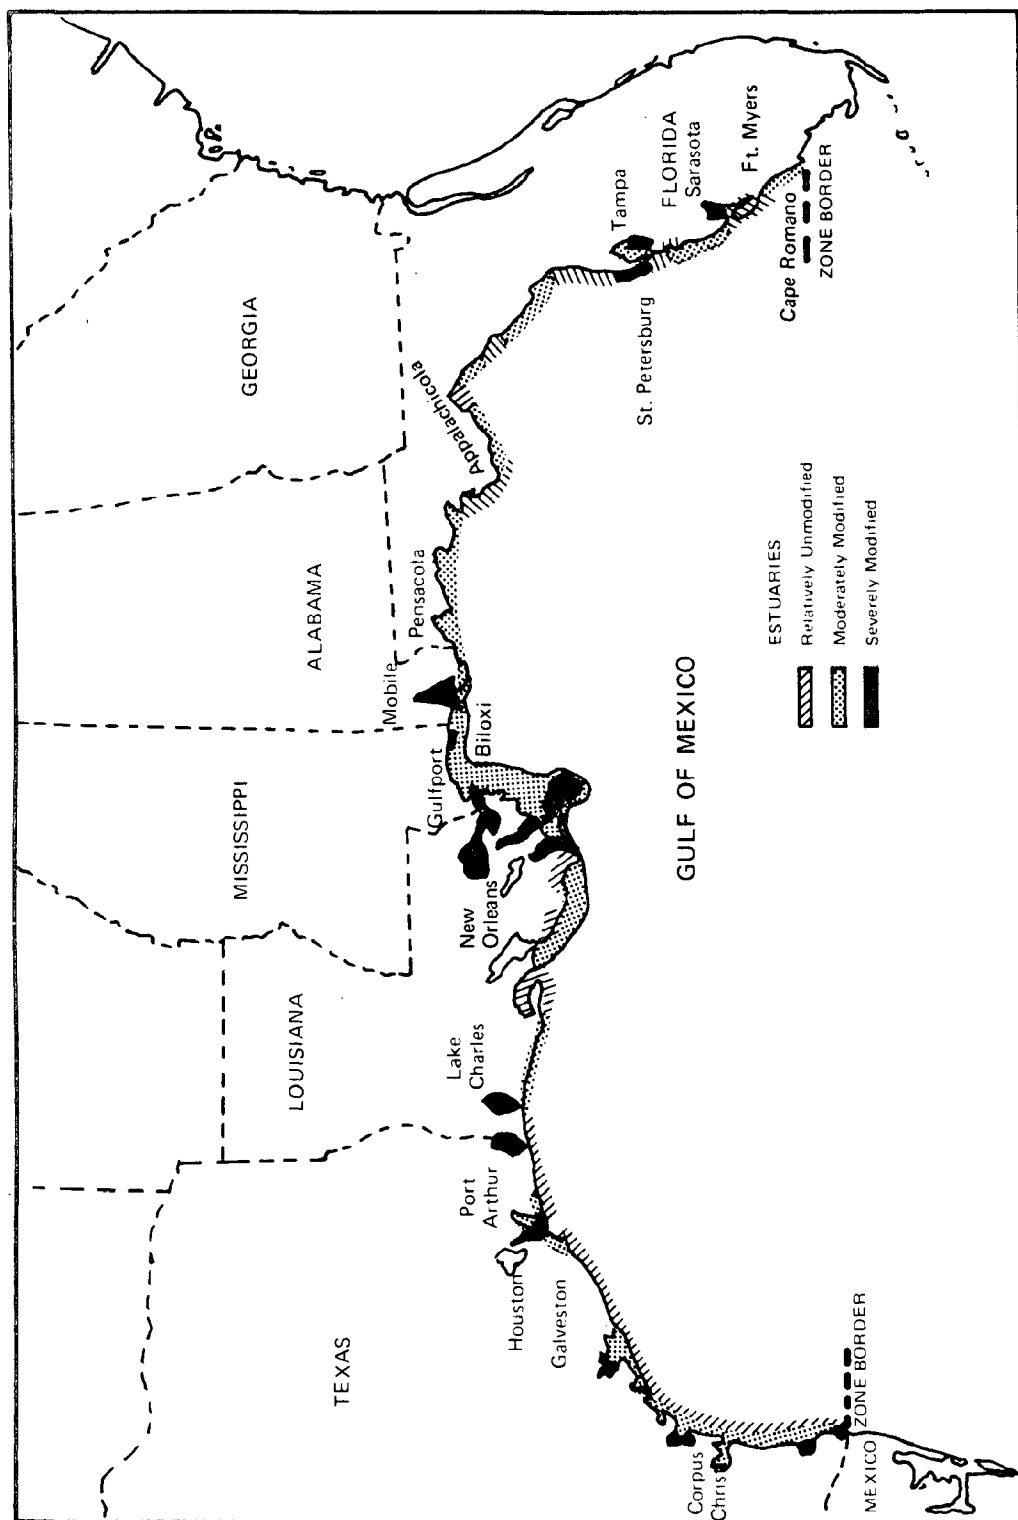 GEORGIA
ALABAMA
MISSISSIPPI
LOUISIANA
TEXAS
FLORIDA
Appalachicola
Pensacola
Mobile
Gulfport
Biloxi
New
Orleans
Lake
Charles
Port
Arthur
Houston
Galveston
Corpus
Christi
Tampa
St. Petersburg
Sarasota
Ft. Myers
Cape Romano
ZONE BORDER
MEXICO
ZONE BORDER
GULF OF MEXICO
ESTUARIES
Relatively Unmodified
Moderately Modified
Severely Modified